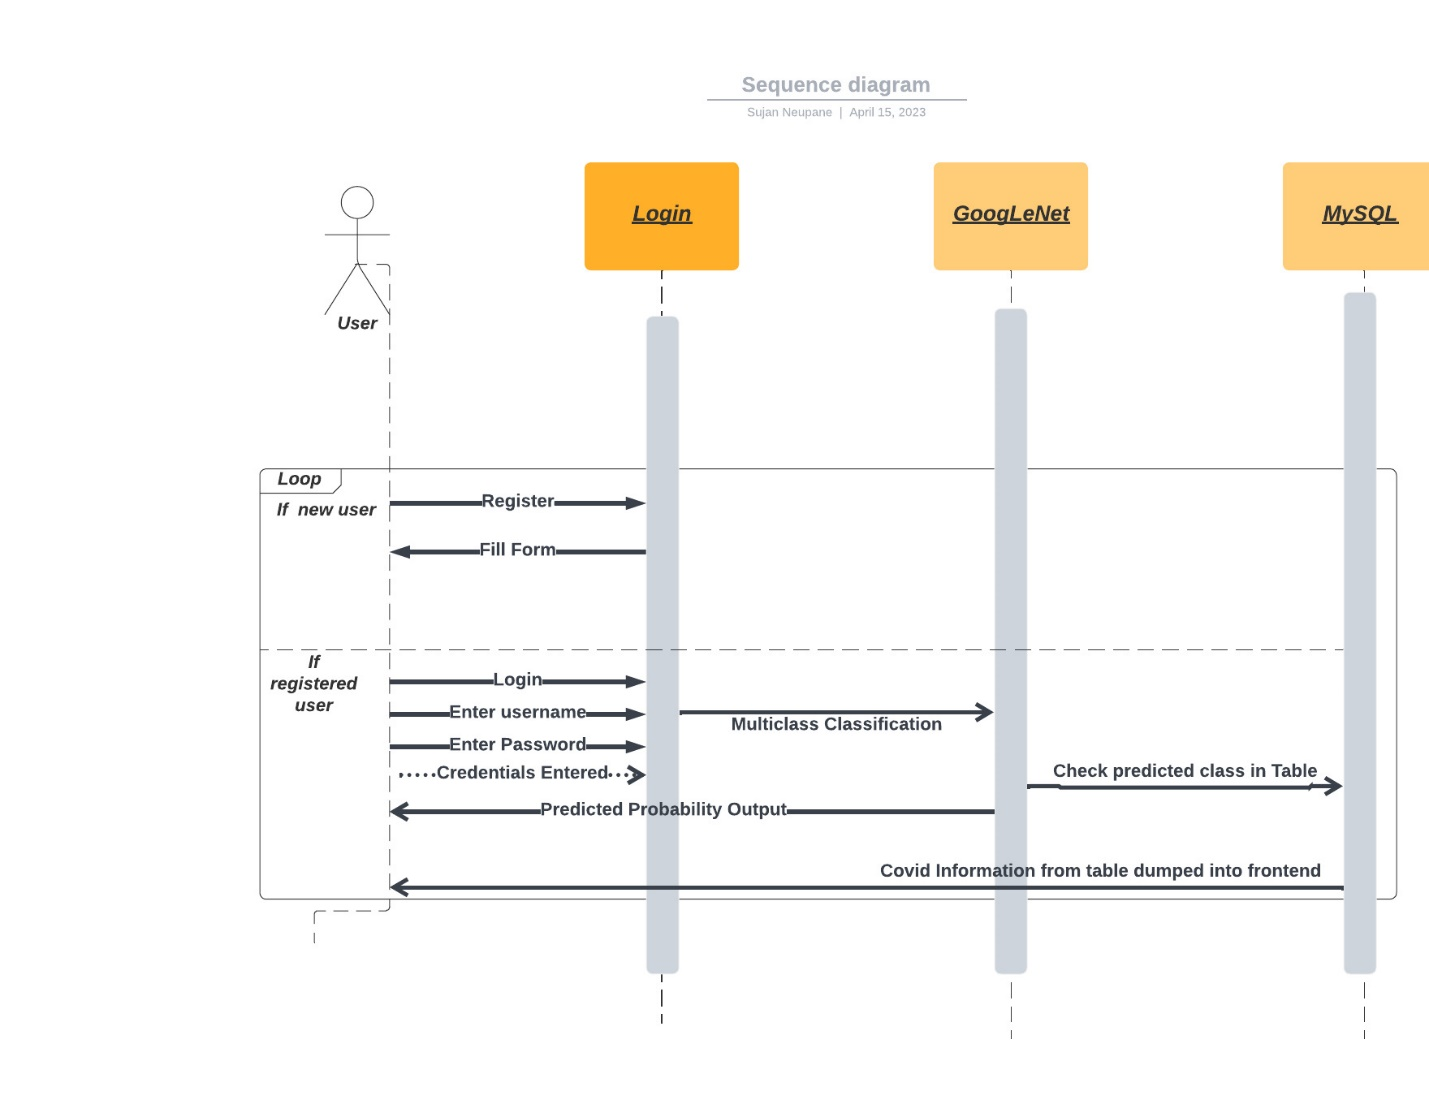 Sequence diagram
Sujan Neupane | April 15, 2023
Login
GoogLeNet
MySQL
User
Loop
If new user
Register
Fill Form
If
registered
user
Login
Enter username
Multiclass Classification
Enter Password
Credentials Entered
Check predicted class in Table
Predicted Probability Output
Covid Information from table dumped into frontend